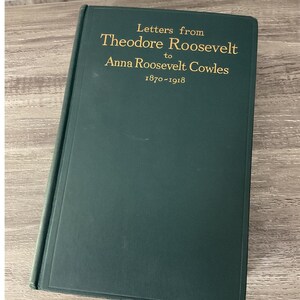 Letters from
Theodore Roosevelt
to
Anna Roosevelt Cowles
1870-1918